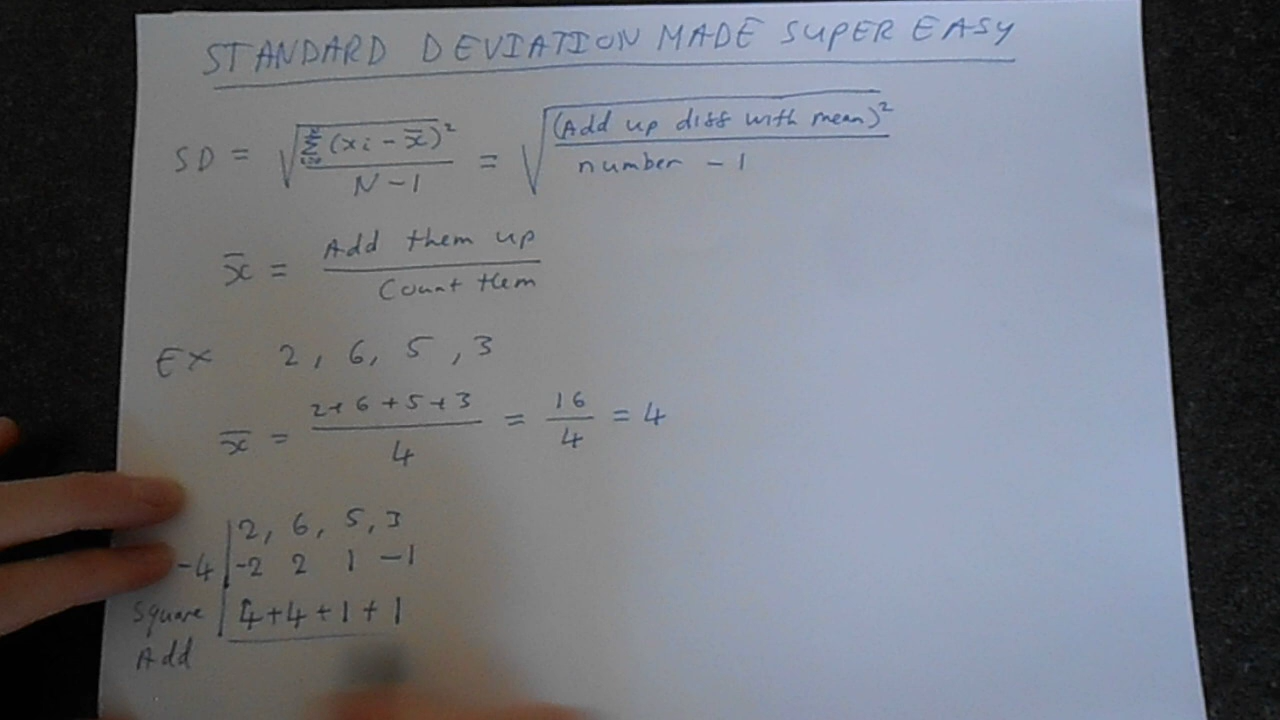 STANDARD DEVIATION MADE SUPER EASY
SD = √(Σ(xi - x̄)² / N - 1) = √((Add up diff with mean)² / number - 1)
x̄ = Add them up / Count them
EX 2, 6, 5, 3
x̄ = 2+6+5+3 / 4 = 16 / 4 = 4
2, 6, 5, 3
-4 -2 2 1 -1
Square 4+4+1+1
Add